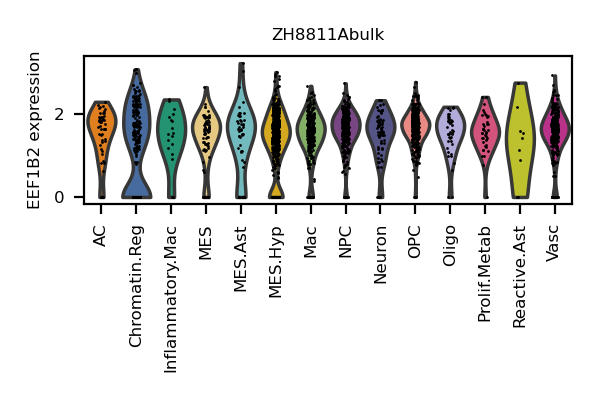 ZH8811Abulk
EEF1B2 expression
2
0
AC
Chromatin.Reg
Inflammatory.Mac
MES
MES.Ast
MES.Hyp
Mac
NPC
Neuron
OPC
Oligo
Prolif.Metab
Reactive.Ast
Vasc